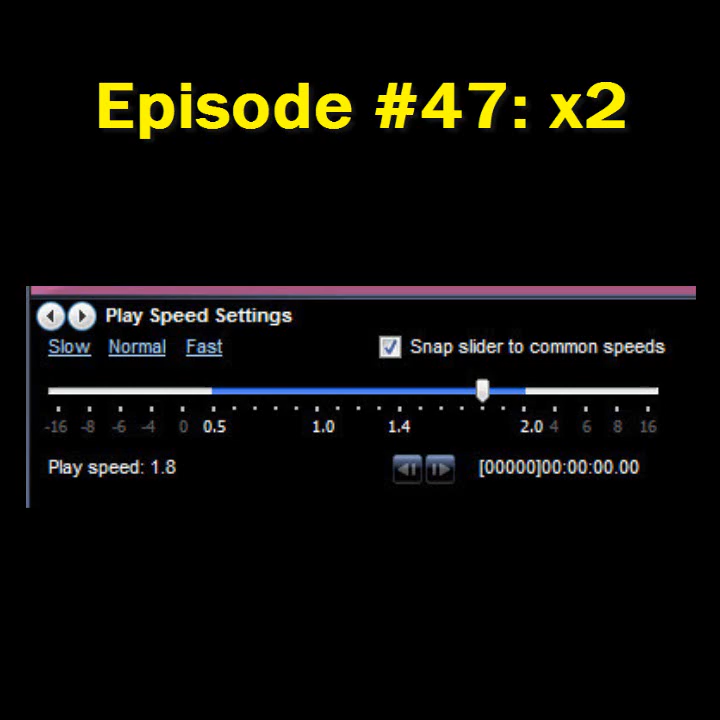 Episode #47: x2
Play Speed Settings
Slow Normal Fast Snap slider to common speeds
-16 -8 -6 -4 0 0.5 1.0 1.4 2.0 4 6 8 16
Play speed: 1.8 [00000]00:00:00.00